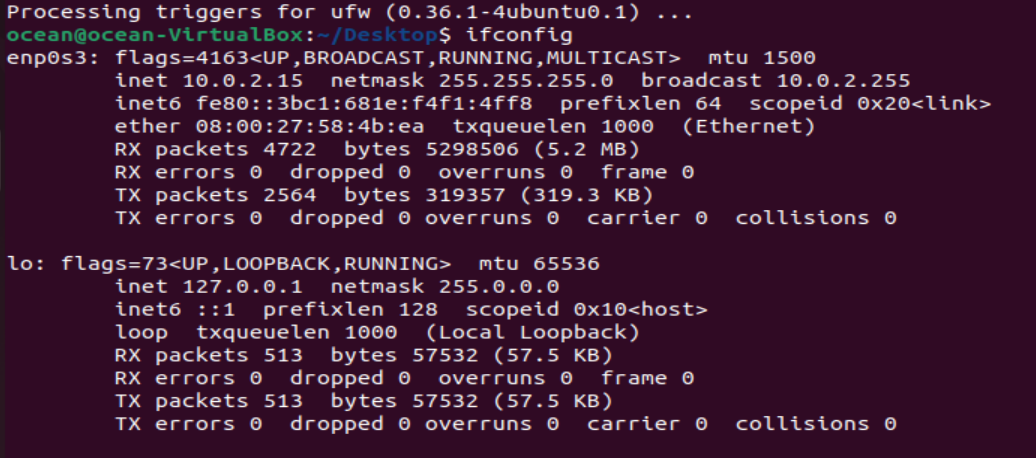 Processing triggers for ufw (0.36.1-4ubuntu0.1) ...
ocean@ocean-VirtualBox:~/Desktop$ ifconfig
enp0s3: flags=4163<UP,BROADCAST,RUNNING,MULTICAST>  mtu 1500
        inet 10.0.2.15  netmask 255.255.255.0  broadcast 10.0.2.255
        inet6 fe80::3bc1:681e:f4f1:4ff8  prefixlen 64  scopeid 0x20<link>
        ether 08:00:27:58:4b:ea  txqueuelen 1000  (Ethernet)
        RX packets 4722  bytes 5298506 (5.2 MB)
        RX errors 0  dropped 0  overruns 0  frame 0
        TX packets 2564  bytes 319357 (319.3 KB)
        TX errors 0  dropped 0 overruns 0  carrier 0  collisions 0

lo: flags=73<UP,LOOPBACK,RUNNING>  mtu 65536
        inet 127.0.0.1  netmask 255.0.0.0
        inet6 ::1  prefixlen 128  scopeid 0x10<host>
        loop  txqueuelen 1000  (Local Loopback)
        RX packets 513  bytes 57532 (57.5 KB)
        RX errors 0  dropped 0  overruns 0  frame 0
        TX packets 513  bytes 57532 (57.5 KB)
        TX errors 0  dropped 0 overruns 0  carrier 0  collisions 0